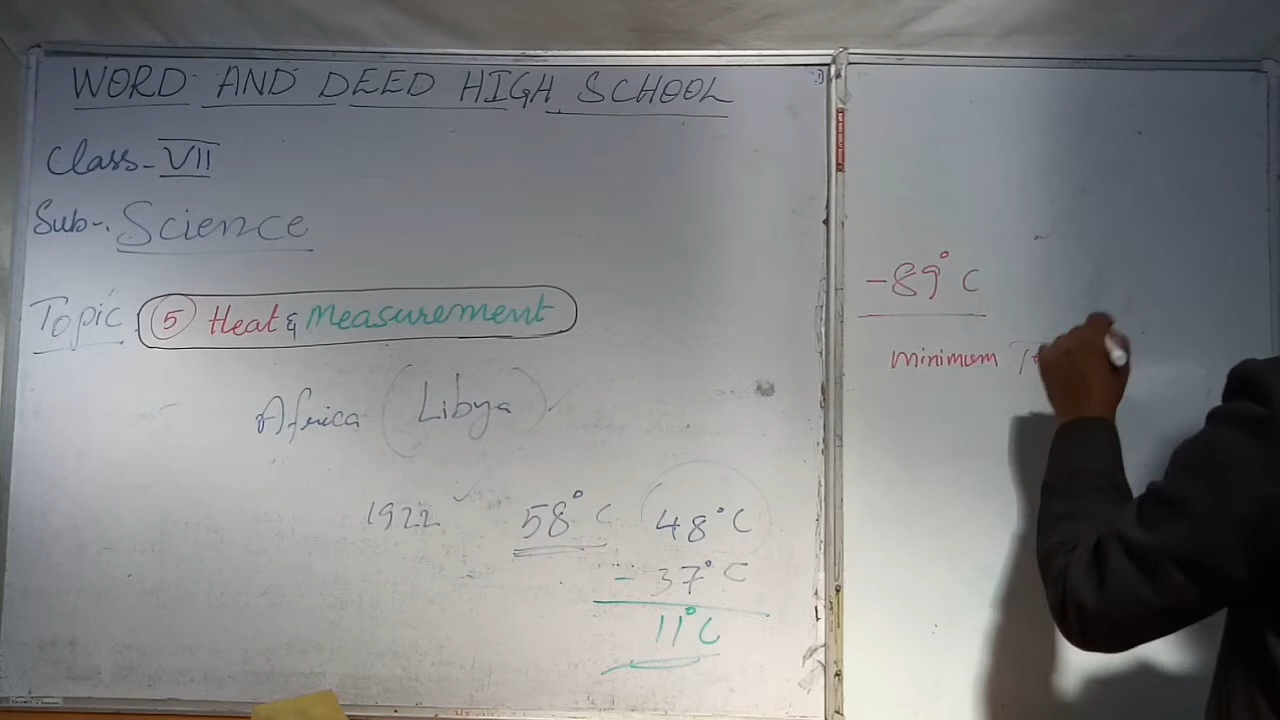 WORD AND DEED HIGH SCHOOL
Class-VII
Sub-. Science
Topic. 5 Heat & Measurement
Africa (Libya)
1922 58°C 48°C
- 37°C
11°C
-89°C
minimum